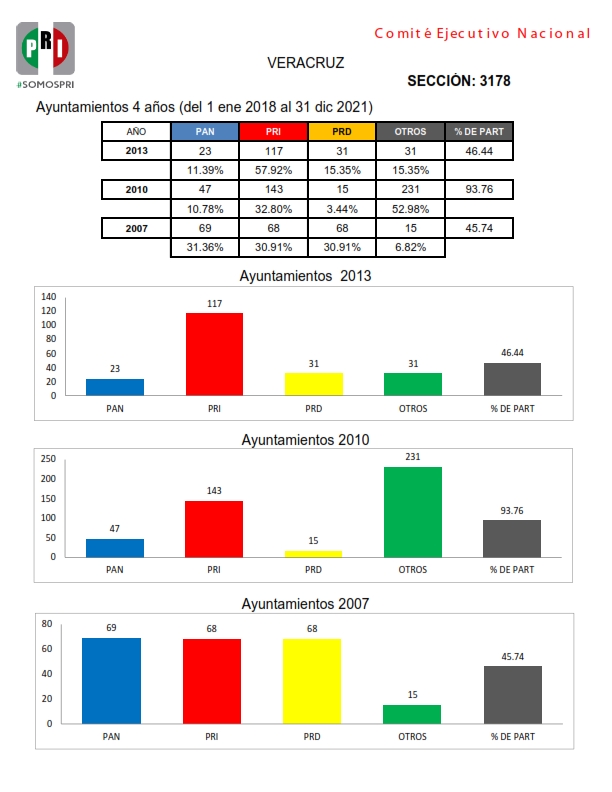 Comité Ejecutivo Nacional
PRI
#SOMOSPRI
VERACRUZ
SECCIÓN: 3178
Ayuntamientos 4 años (del 1 ene 2018 al 31 dic 2021)
AÑO PAN PRI PRD OTROS % DE PART
2013 23 117 31 31 46.44
11.39% 57.92% 15.35% 15.35%
2010 47 143 15 231 93.76
10.78% 32.80% 3.44% 52.98%
2007 69 68 68 15 45.74
31.36% 30.91% 30.91% 6.82%
Ayuntamientos 2013
140
120
100
80
60
40
20
0
23 117 31 31 46.44
PAN PRI PRD OTROS % DE PART
Ayuntamientos 2010
250
200
150
100
50
0
47 143 15 231 93.76
PAN PRI PRD OTROS % DE PART
Ayuntamientos 2007
80
60
40
20
0
69 68 68 15 45.74
PAN PRI PRD OTROS % DE PART